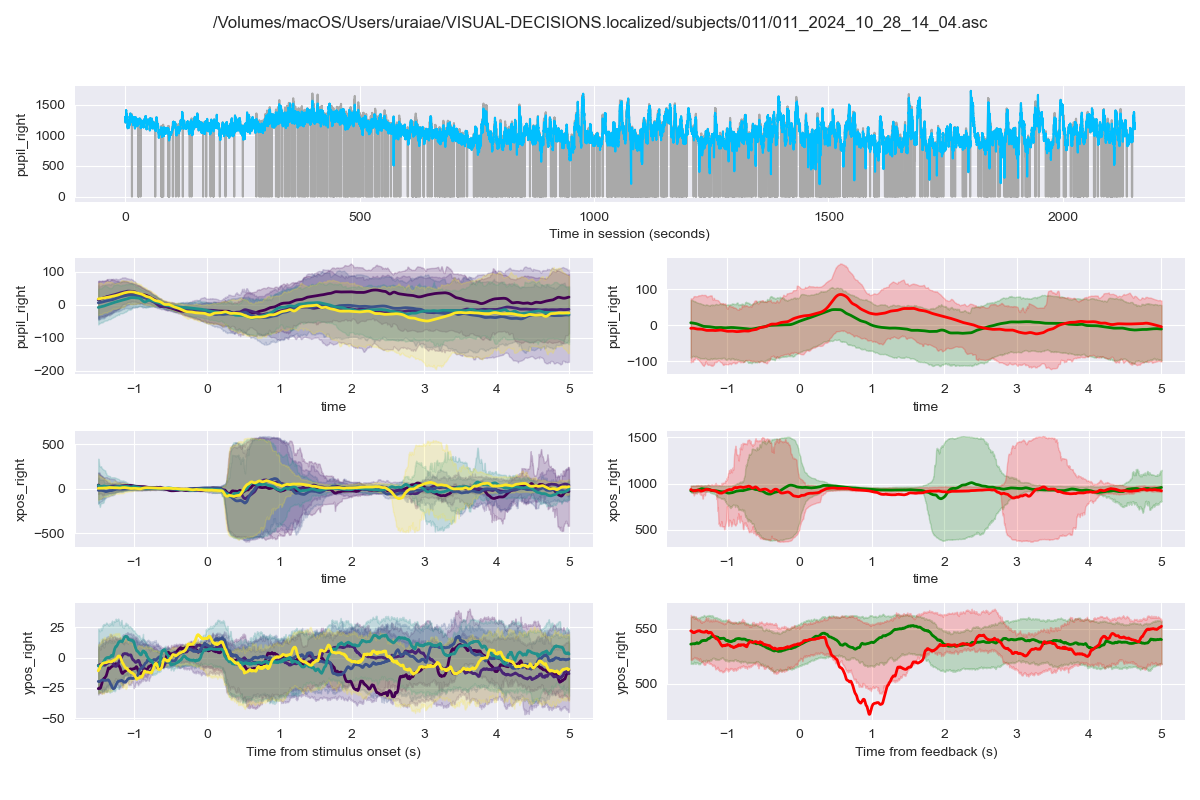 /Volumes/macOS/Users/uraiae/VISUAL-DECISIONS.localized/subjects/011/011_2024_10_28_14_04.asc
pupil_right
1500
1000
500
0
0 500 1000 1500 2000
Time in session (seconds)
pupil_right
100
0
−100
−200
−1 0 1 2 3 4 5
time
pupil_right
100
0
−100
−1 0 1 2 3 4 5
time
xpos_right
500
0
−500
−1 0 1 2 3 4 5
time
xpos_right
1500
1000
500
−1 0 1 2 3 4 5
time
ypos_right
25
0
−25
−50
−1 0 1 2 3 4 5
Time from stimulus onset (s)
ypos_right
550
500
−1 0 1 2 3 4 5
Time from feedback (s)